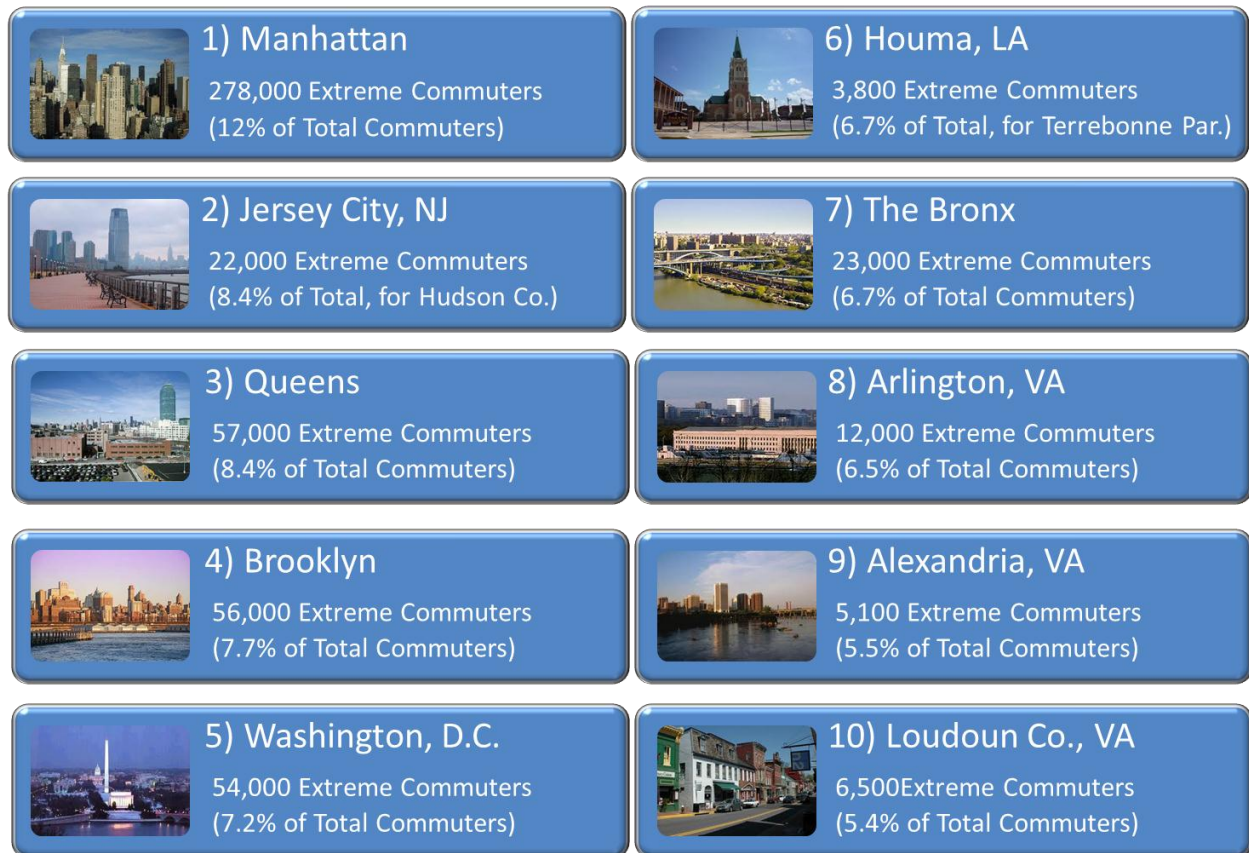 1) Manhattan
278,000 Extreme Commuters
(12% of Total Commuters)
2) Jersey City, NJ
22,000 Extreme Commuters
(8.4% of Total, for Hudson Co.)
3) Queens
57,000 Extreme Commuters
(8.4% of Total Commuters)
4) Brooklyn
56,000 Extreme Commuters
(7.7% of Total Commuters)
5) Washington, D.C.
54,000 Extreme Commuters
(7.2% of Total Commuters)
6) Houma, LA
3,800 Extreme Commuters
(6.7% of Total, for Terrebonne Par.)
7) The Bronx
23,000 Extreme Commuters
(6.7% of Total Commuters)
8) Arlington, VA
12,000 Extreme Commuters
(6.5% of Total Commuters)
9) Alexandria, VA
5,100 Extreme Commuters
(5.5% of Total Commuters)
10) Loudoun Co., VA
6,500Extreme Commuters
(5.4% of Total Commuters)